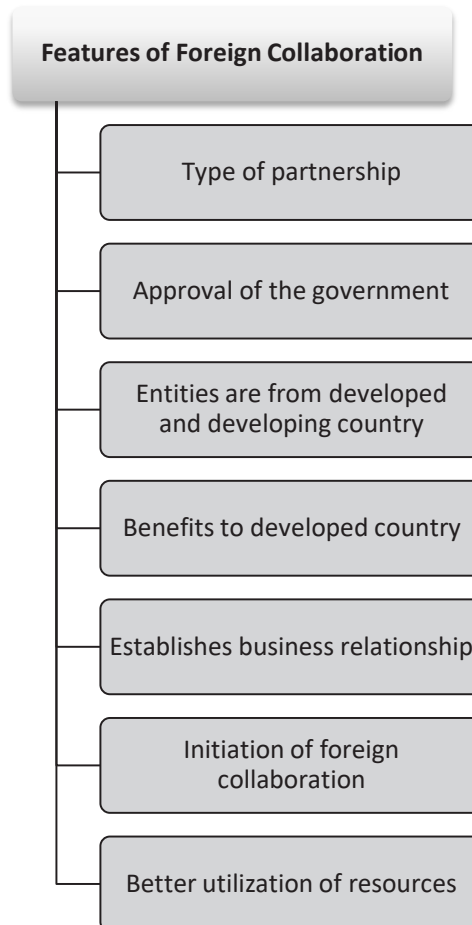 Features of Foreign Collaboration
Type of partnership
Approval of the government
Entities are from developed
and developing country
Benefits to developed country
Establishes business relationship
Initiation of foreign
collaboration
Better utilization of resources